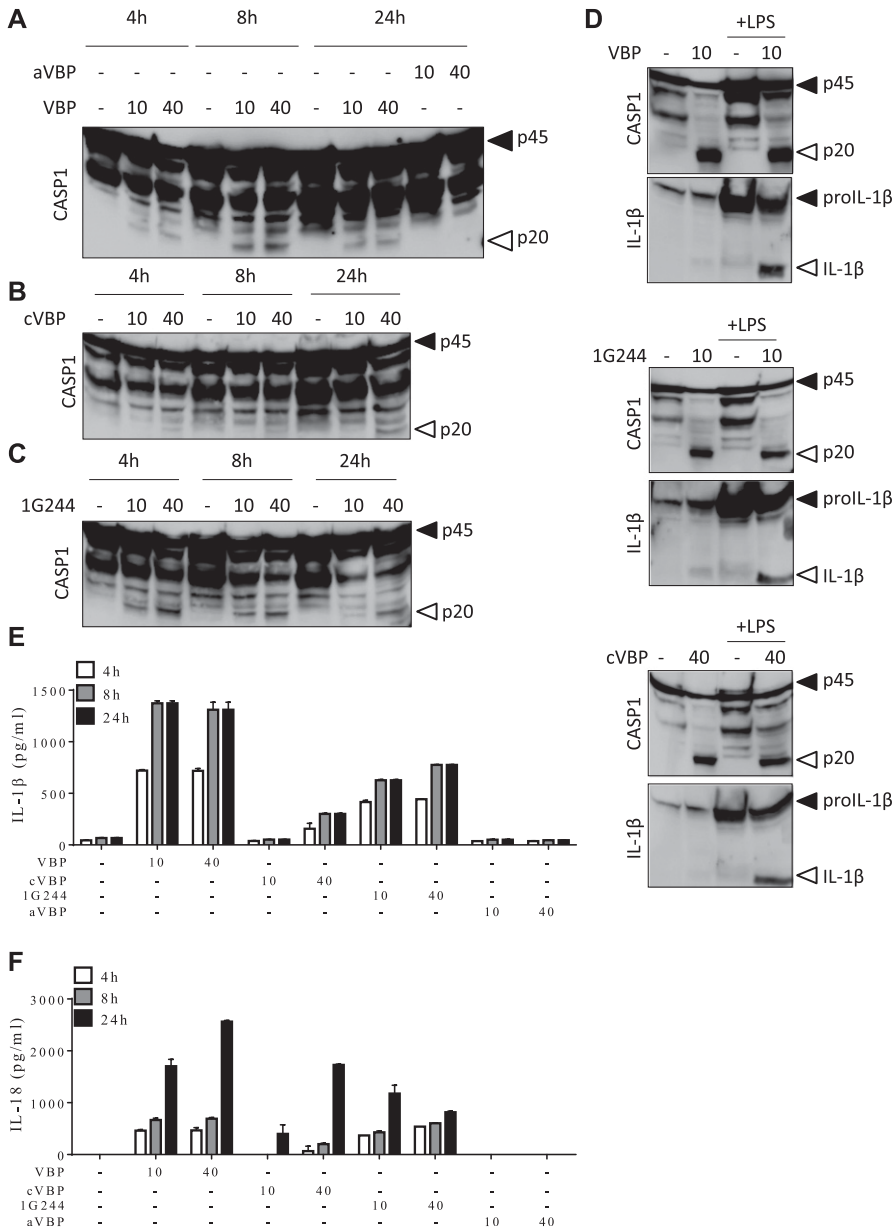 A
4h 8h 24h
aVBP - - - - - - - - - 10 40
VBP - 10 40 - 10 40 - 10 40 - -
CASP1
p45
p20
B
4h 8h 24h
cVBP - 10 40 - 10 40 - 10 40
CASP1
p45
p20
C
4h 8h 24h
1G244 - 10 40 - 10 40 - 10 40
CASP1
p45
p20
D
+LPS
VBP - 10 - 10
CASP1
p45
p20
IL-1β
proIL-1β
IL-1β
+LPS
1G244 - 10 - 10
CASP1
p45
p20
IL-1β
proIL-1β
IL-1β
+LPS
cVBP - 40 - 40
CASP1
p45
p20
IL-1β
proIL-1β
IL-1β
E
4h
8h
24h
IL-1β (pg/ml)
1500
1000
500
0
VBP - 10 40 - - - - - -
cVBP - - - 10 40 - - - -
1G244 - - - - - 10 40 - -
aVBP - - - - - - - 10 40
F
4h
8h
24h
IL-18 (pg/ml)
3000
2000
1000
0
VBP - 10 40 - - - - - -
cVBP - - - 10 40 - - - -
1G244 - - - - - 10 40 - -
aVBP - - - - - - - 10 40